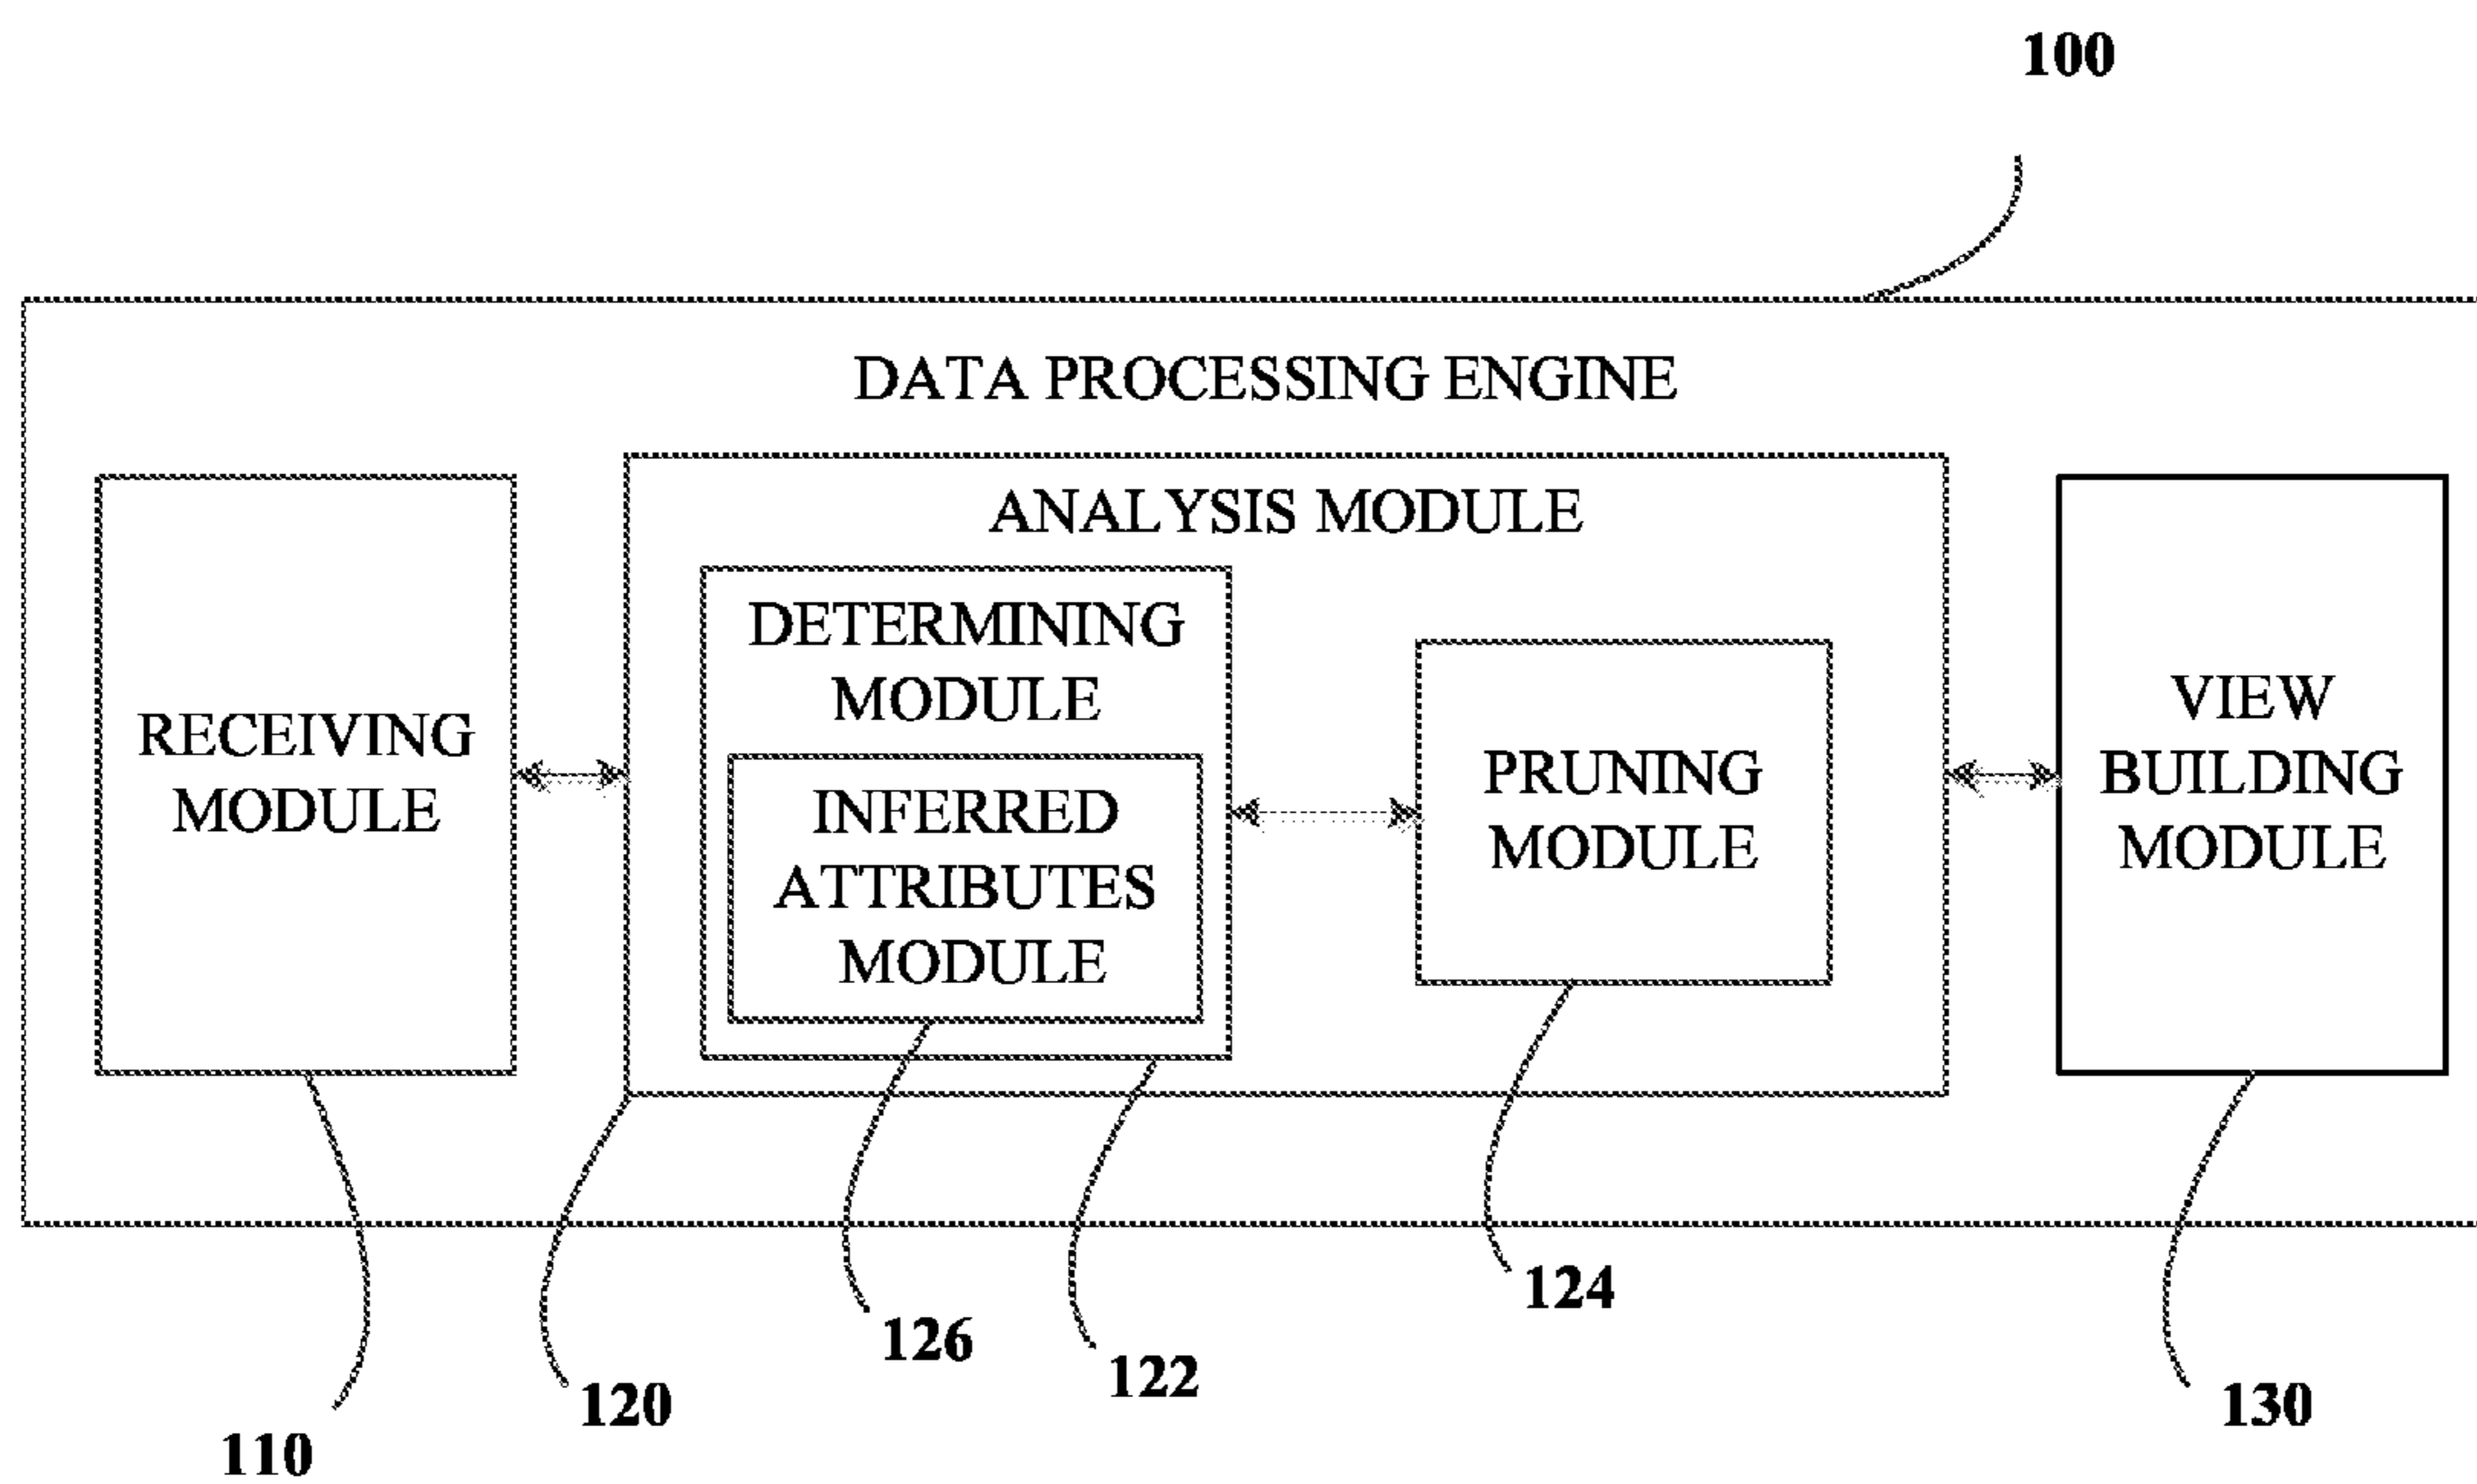 100
DATA PROCESSING ENGINE
ANALYSIS MODULE
RECEIVING
MODULE
DETERMINING
MODULE
INFERRED
ATTRIBUTES
MODULE
PRUNING
MODULE
VIEW
BUILDING
MODULE
110
120
126
122
124
130